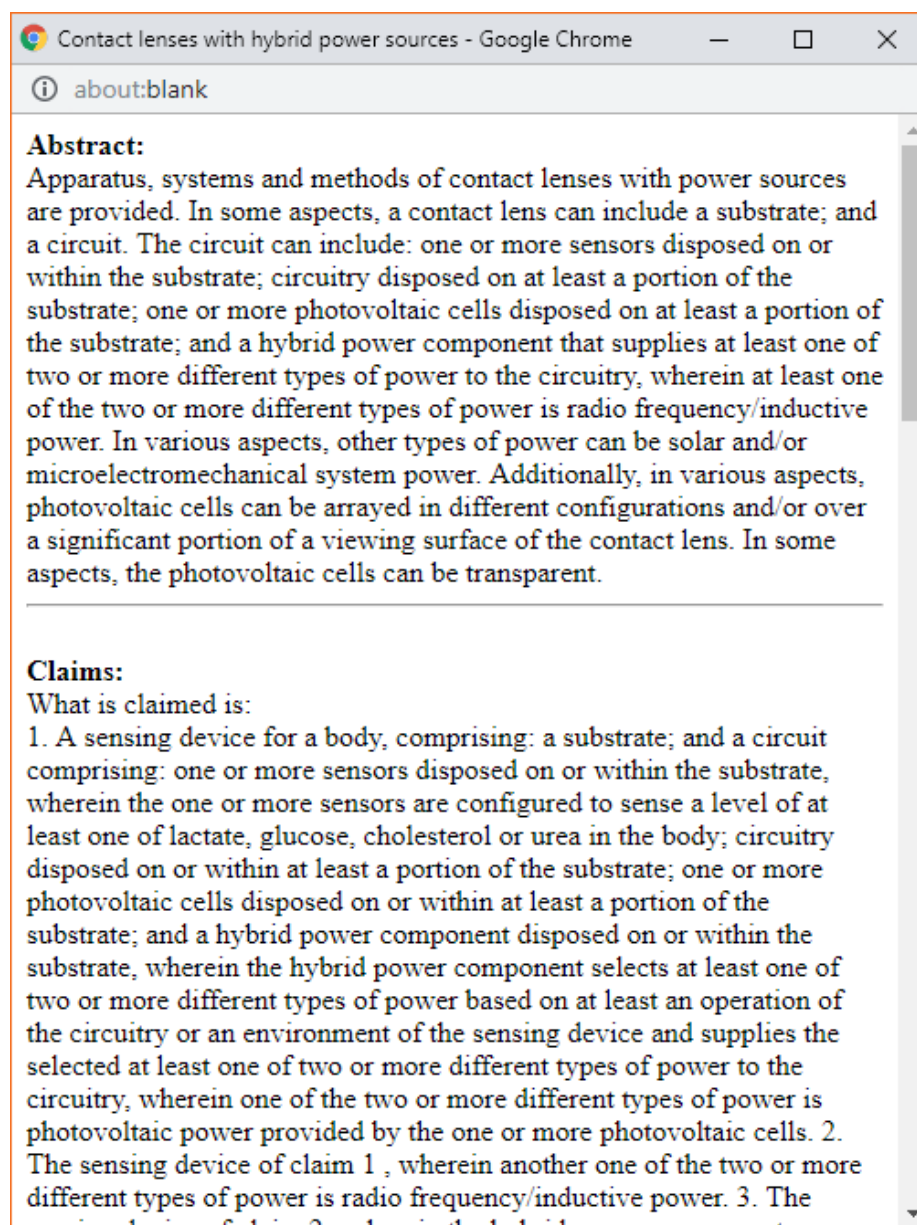 Contact lenses with hybrid power sources - Google Chrome
about:blank
Abstract:
Apparatus, systems and methods of contact lenses with power sources
are provided. In some aspects, a contact lens can include a substrate; and
a circuit. The circuit can include: one or more sensors disposed on or
within the substrate; circuitry disposed on at least a portion of the
substrate; one or more photovoltaic cells disposed on at least a portion of
the substrate; and a hybrid power component that supplies at least one of
two or more different types of power to the circuitry, wherein at least one
of the two or more different types of power is radio frequency/inductive
power. In various aspects, other types of power can be solar and/or
microelectromechanical system power. Additionally, in various aspects,
photovoltaic cells can be arrayed in different configurations and/or over
a significant portion of a viewing surface of the contact lens. In some
aspects, the photovoltaic cells can be transparent.
Claims:
What is claimed is:
1. A sensing device for a body, comprising: a substrate; and a circuit
comprising: one or more sensors disposed on or within the substrate,
wherein the one or more sensors are configured to sense a level of at
least one of lactate, glucose, cholesterol or urea in the body; circuitry
disposed on or within at least a portion of the substrate; one or more
photovoltaic cells disposed on or within at least a portion of the
substrate; and a hybrid power component disposed on or within the
substrate, wherein the hybrid power component selects at least one of
two or more different types of power based on at least an operation of
the circuitry or an environment of the sensing device and supplies the
selected at least one of two or more different types of power to the
circuitry, wherein one of the two or more different types of power is
photovoltaic power provided by the one or more photovoltaic cells. 2.
The sensing device of claim 1 , wherein another one of the two or more
different types of power is radio frequency/inductive power. 3. The